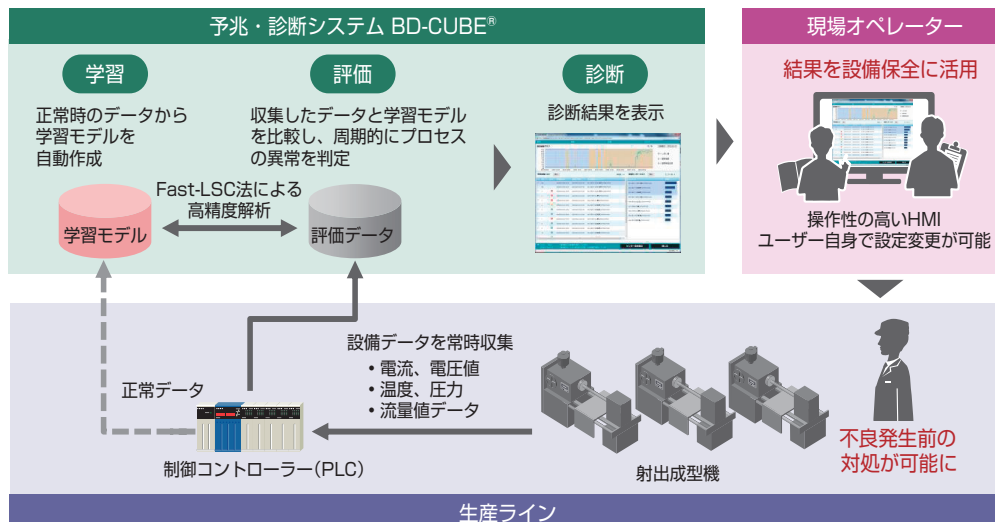 予兆・診断システム BD-CUBE®
学習
正常時のデータから
学習モデルを
自動作成
評価
収集したデータと学習モデル
を比較し、周期的にプロセス
の異常を判定
診断
診断結果を表示
Fast-LSC法による
高精度解析
学習モデル
評価データ
現場オペレーター
結果を設備保全に活用
操作性の高いHMI
ユーザー自身で設定変更が可能
設備データを常時収集
・電流、電圧値
・温度、圧力
・流量値データ
正常データ
制御コントローラー(PLC)
射出成型機
不良発生前の
対処が可能に
生産ライン